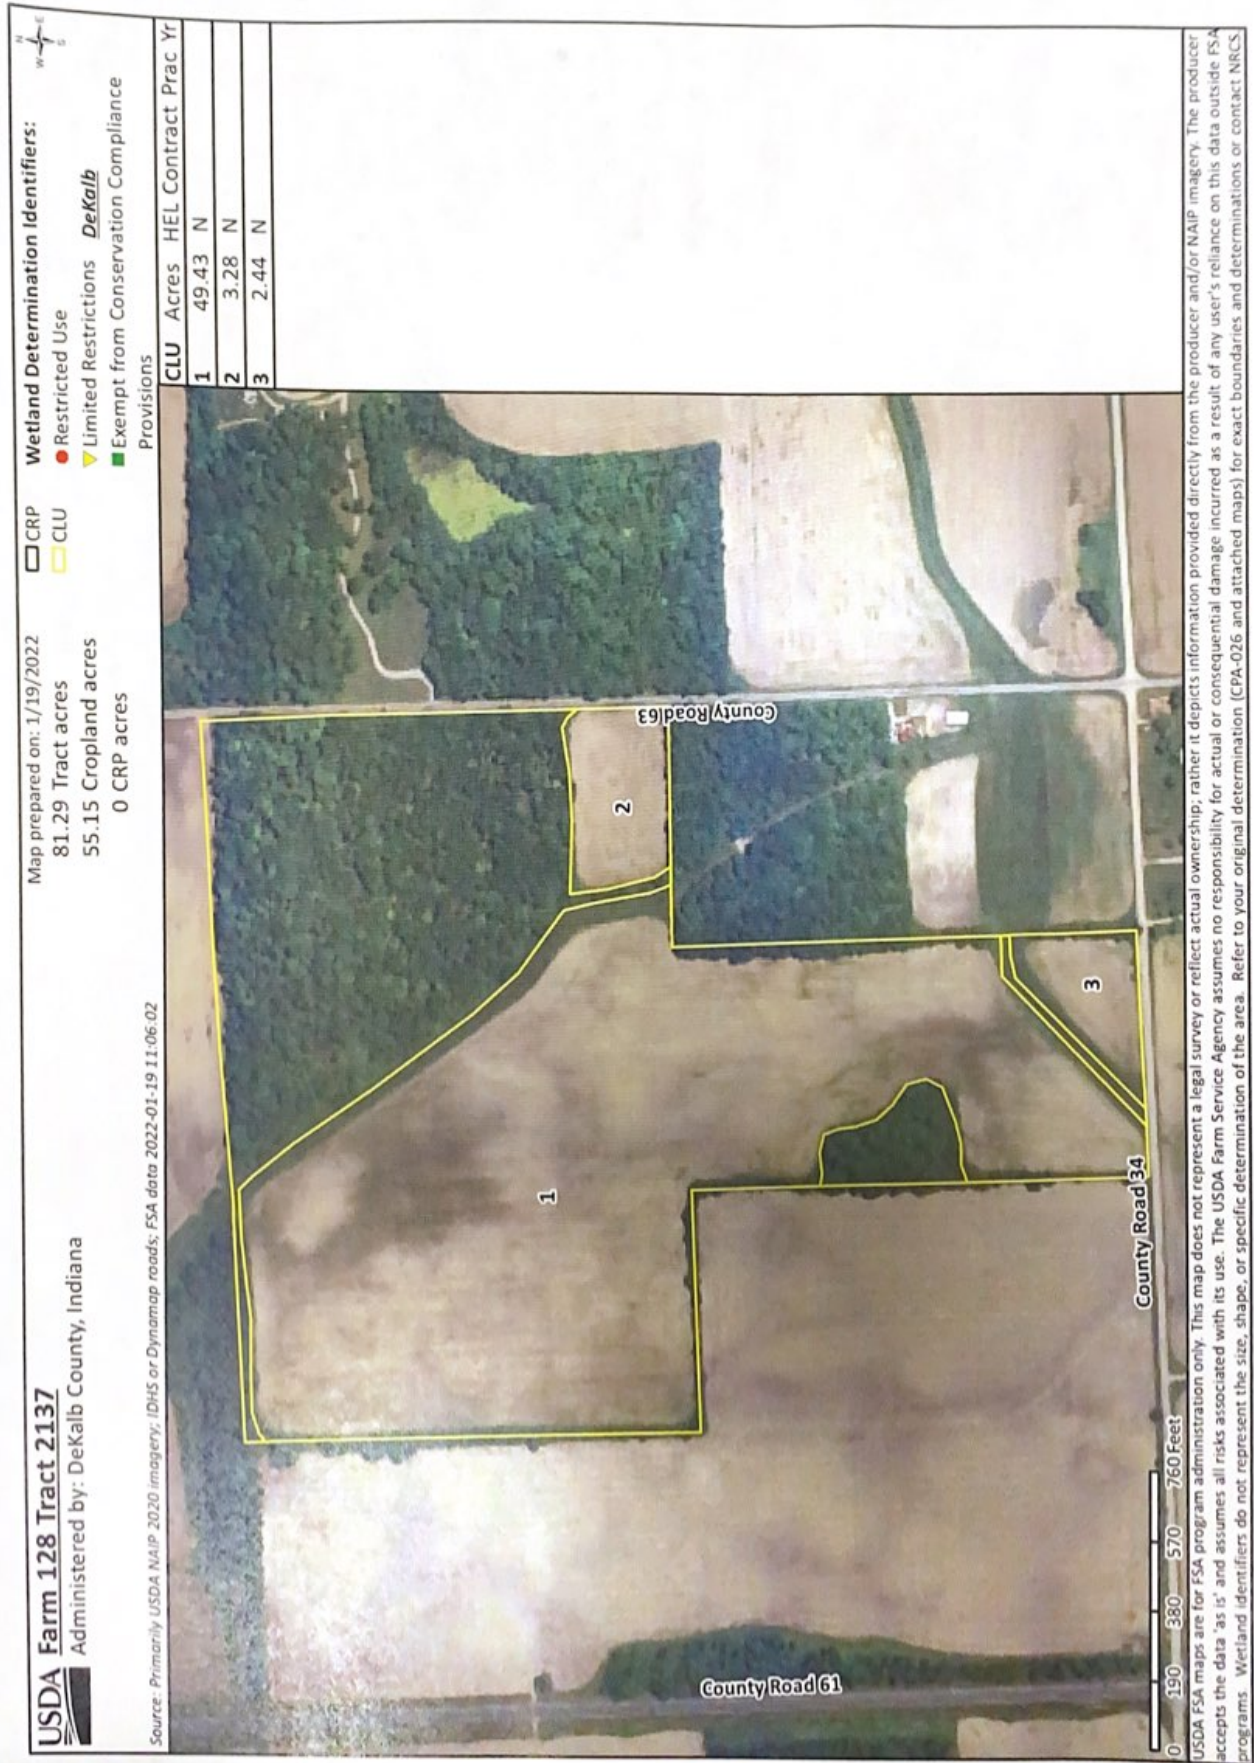 USDA Farm 128 Tract 2137
Administered by: DeKalb County, Indiana
Map prepared on: 1/19/2022
81.29 Tract acres
55.15 Cropland acres
0 CRP acres
CRP
CLU
Wetland Determination Identifiers:
Restricted Use
Limited Restrictions DeKalb
Exempt from Conservation Compliance
Provisions
N
W E
S
Source: Primarily USDA NAIP 2020 imagery; IDHS or Dynamap roads; FSA data 2022-01-19 11:06:02
CLU Acres HEL Contract Prac Yr
1 49.43 N
2 3.28 N
3 2.44 N
1
2
3
County Road 63
County Road 34
County Road 61
0 190 380 570 760 Feet
USDA FSA maps are for FSA program administration only. This map does not represent a legal survey or reflect actual ownership; rather it depicts information provided directly from the producer and/or NAIP imagery. The producer
accepts the data 'as is' and assumes all risks associated with its use. The USDA Farm Service Agency assumes no responsibility for actual or consequential damage incurred as a result of any user's reliance on this data outside FSA
programs. Wetland identifiers do not represent the size, shape, or specific determination of the area. Refer to your original determination (CPA-026 and attached maps) for exact boundaries and determinations or contact NRCS.